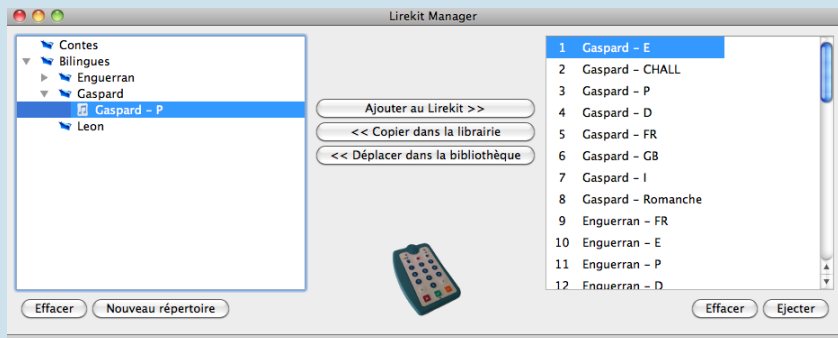 Lirekit Manager
Contes
Bilingues
Enguerran
Gaspard
Gaspard – P
Leon
Ajouter au Lirekit >>
<< Copier dans la librairie
<< Déplacer dans la bibliothèque
1 Gaspard – E
2 Gaspard – CHALL
3 Gaspard – P
4 Gaspard – D
5 Gaspard – FR
6 Gaspard – GB
7 Gaspard – I
8 Gaspard – Romanche
9 Enguerran – FR
10 Enguerran – E
11 Enguerran – P
12 Enguerran – D
Effacer Nouveau répertoire
Effacer Ejecter